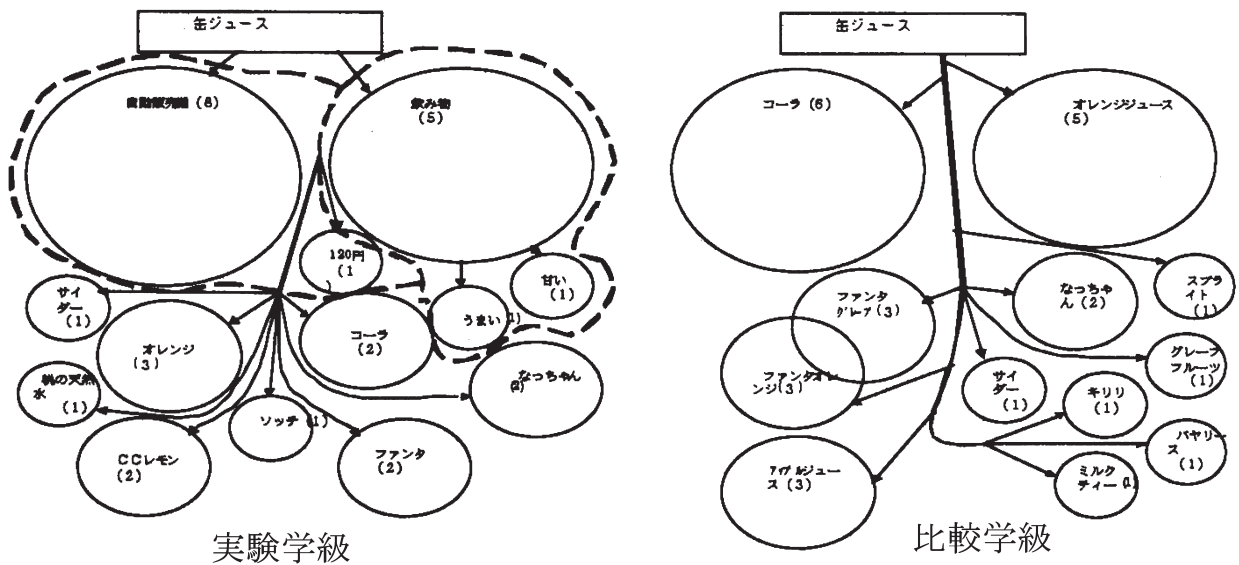 缶ジュース
自動販売機 (8)
飲み物
(5)
120円
(1
)
甘い
(1)
サイ
ダー
(1)
うまい(1)
オレンジ
(3)
コーラ
(2)
桃の天然
水
(1)
なっちゃん
(2)
ソッチ (1)
CCレモン
(2)
ファンタ
(2)
実験学級
缶ジュース
コーラ (6)
オレンジジュース
(5)
スプラ
イト
(1)
なっちゃ
ん (2)
ファンタ
グレープ (3)
グレープ
フルーツ
(1)
ファンタオレ
ンジ(3)
サイ
ダー
(1)
キリリ
(1)
バヤリー
ス
(1)
アップルジュー
ス (3)
ミルク
ティー(1)
比較学級